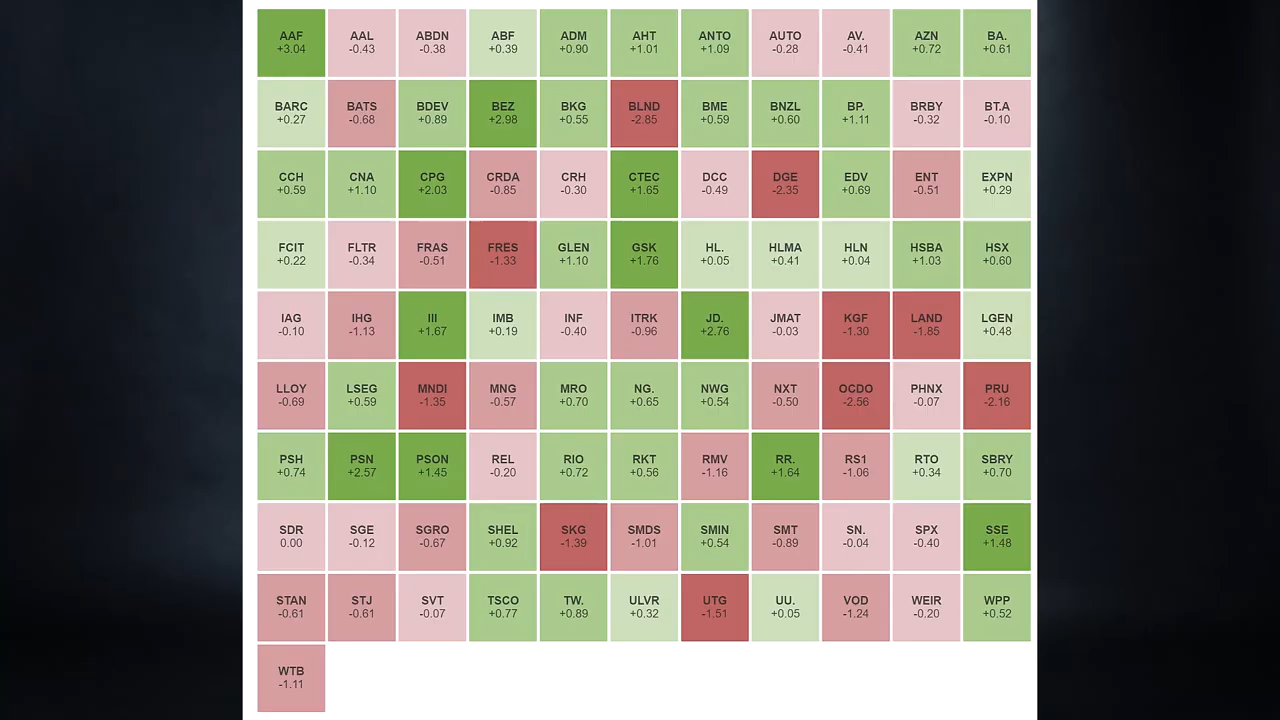 AAF AAL ABDN ABF ADM AHT ANTO AUTO AV. AZN BA.
+3.04 -0.43 -0.38 +0.39 +0.90 +1.01 +1.09 -0.28 -0.41 +0.72 +0.61
BARC BATS BDEV BEZ BKG BLND BME BNZL BP. BRBY BT.A
+0.27 -0.68 +0.89 +2.98 +0.55 -2.85 +0.59 +0.60 +1.11 -0.32 -0.10
CCH CNA CPG CRDA CRH CTEC DCC DGE EDV ENT EXPN
+0.59 +1.10 +2.03 -0.85 -0.30 +1.65 -0.49 -2.35 +0.69 -0.51 +0.29
FCIT FLTR FRAS FRES GLEN GSK HL. HLMA HLN HSBA HSX
+0.22 -0.34 -0.51 -1.33 +1.10 +1.76 +0.05 +0.41 +0.04 +1.03 +0.60
IAG IHG III IMB INF ITRK JD. JMAT KGF LAND LGEN
-0.10 -1.13 +1.67 +0.19 -0.40 -0.96 +2.76 -0.03 -1.30 -1.85 +0.48
LLOY LSEG MNDI MNG MRO NG. NWG NXT OCDO PHNX PRU
-0.69 +0.59 -1.35 -0.57 +0.70 +0.65 +0.54 -0.50 -2.56 -0.07 -2.16
PSH PSN PSON REL RIO RKT RMV RR. RS1 RTO SBRY
+0.74 +2.57 +1.45 -0.20 +0.72 +0.56 -1.16 +1.64 -1.06 +0.34 +0.70
SDR SGE SGRO SHEL SKG SMDS SMIN SMT SN. SPX SSE
0.00 -0.12 -0.67 +0.92 -1.39 -1.01 +0.54 -0.89 -0.04 -0.40 +1.48
STAN STJ SVT TSCO TW. ULVR UTG UU. VOD WEIR WPP
-0.61 -0.61 -0.07 +0.77 +0.89 +0.32 -1.51 +0.05 -1.24 -0.20 +0.52
WTB
-1.11